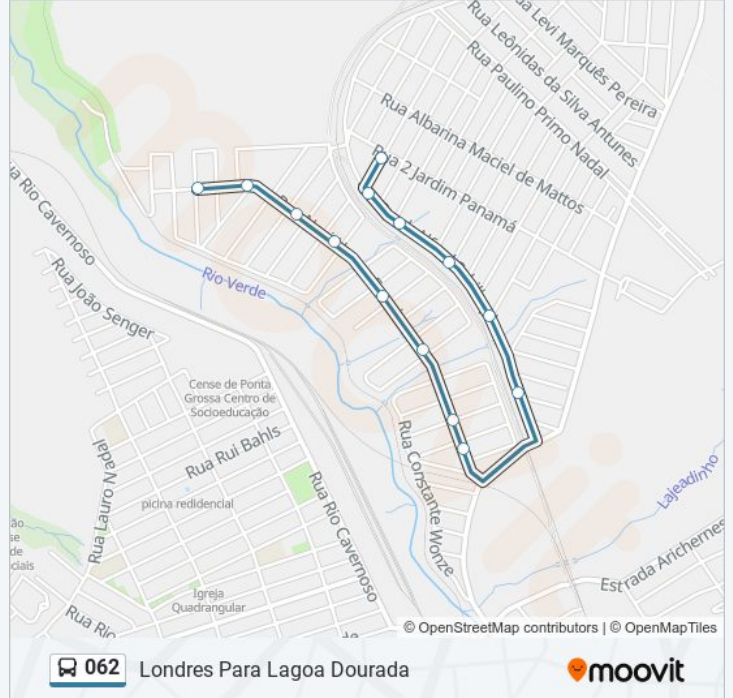 Rua Levi Marquês Pereira
Rua Leônidas da Silva Antunes
Rua Paulino Primo Nadal
Rua Albarina Maciel de Mattos
Rua 2 Jardim Panamá
Rua Rio Cavernoso
Rua João Senger
Rio Verde
Cense de Ponta
Grossa Centro de
Socioeducação
Rua Rui Bahls
Rua Lauro Nadal
picina redidencial
Rua Rio Cavernoso
Rua Constante Wonze
Lajeadinho
Estrada Arichernes
Igreja
Quadrangular
Rua Rio
© OpenStreetMap contributors | © OpenMapTiles
062 Londres Para Lagoa Dourada
moovit